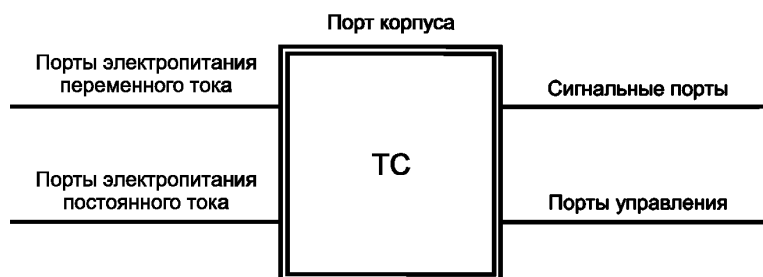 Порт корпуса
Порты электропитания
переменного тока
Сигнальные порты
ТС
Порты электропитания
постоянного тока
Порты управления